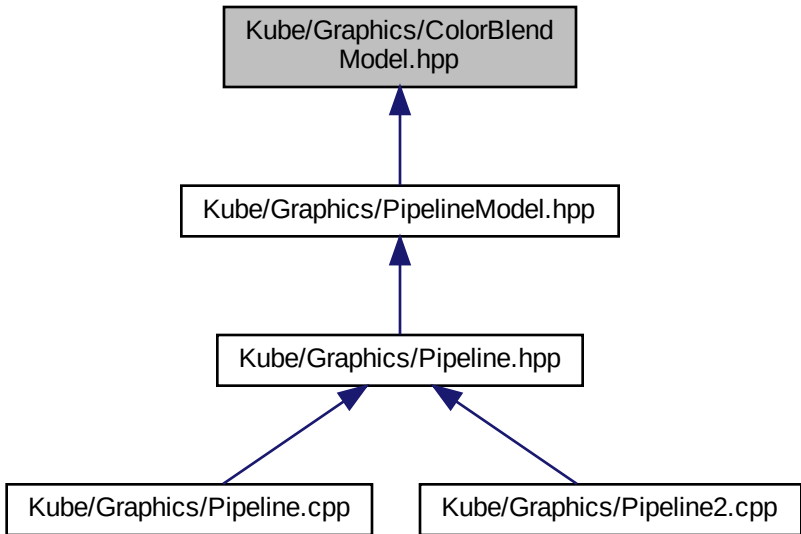 Kube/Graphics/ColorBlend
Model.hpp
Kube/Graphics/PipelineModel.hpp
Kube/Graphics/Pipeline.hpp
Kube/Graphics/Pipeline.cpp
Kube/Graphics/Pipeline2.cpp